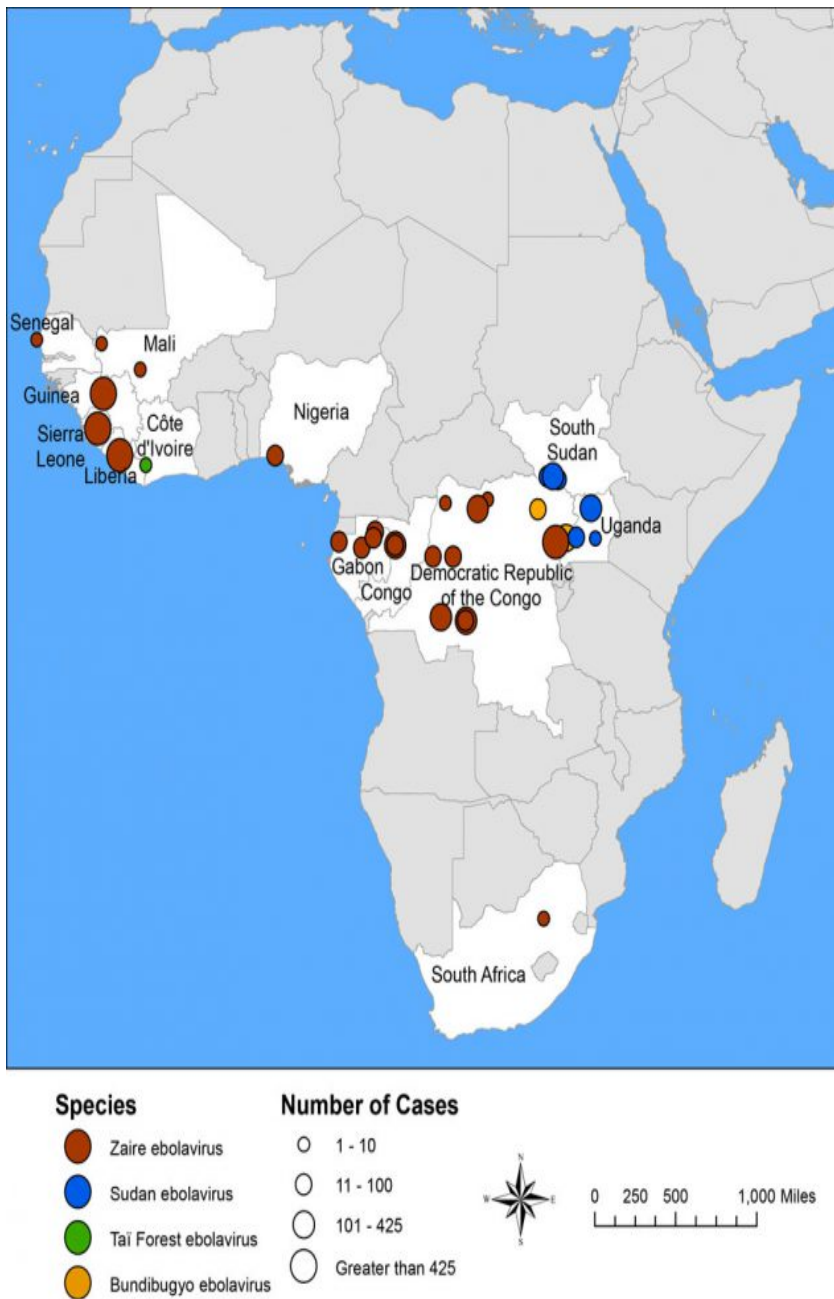 Senegal
Mali
Guinea
Nigeria
Côte
d'Ivoire
Sierra
Leone
Liberia
South
Sudan
Uganda
Gabon
Congo
Democratic Republic
of the Congo
South Africa
Species
Zaire ebolavirus
Sudan ebolavirus
Taï Forest ebolavirus
Bundibugyo ebolavirus
Number of Cases
1 - 10
11 - 100
101 - 425
Greater than 425
N
W E
S
0 250 500 1,000 Miles